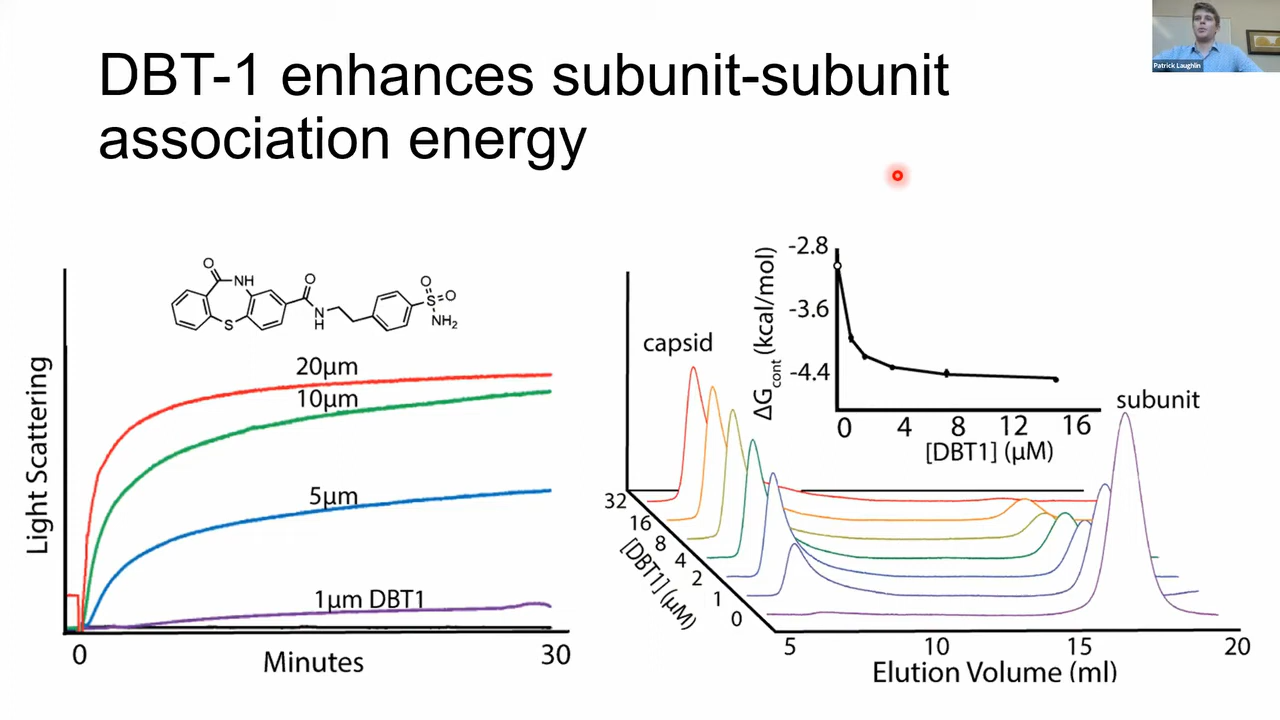 DBT-1 enhances subunit-subunit
association energy
Patrick Laughlin
O
NH
S
O
N
H
O
S
O
NH2
Light Scattering
20μm
10μm
5μm
1μm DBT1
0
30
Minutes
capsid
subunit
ΔGcont (kcal/mol)
-2.8
-3.6
-4.4
0 4 8 12 16
[DBT1] (μM)
32
16
8
4
2
1
0
[DBT1] (μM)
5 10 15 20
Elution Volume (ml)